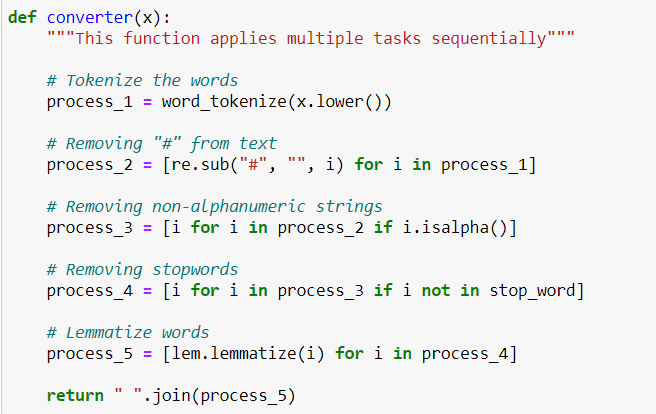 def converter(x):
    """This function applies multiple tasks sequentially"""
    # Tokenize the words
    process_1 = word_tokenize(x.lower())
    # Removing "#" from text
    process_2 = [re.sub("#", "", i) for i in process_1]
    # Removing non-alphanumeric strings
    process_3 = [i for i in process_2 if i.isalpha()]
    # Removing stopwords
    process_4 = [i for i in process_3 if i not in stop_word]
    # Lemmatize words
    process_5 = [lem.lemmatize(i) for i in process_4]
    return " ".join(process_5)